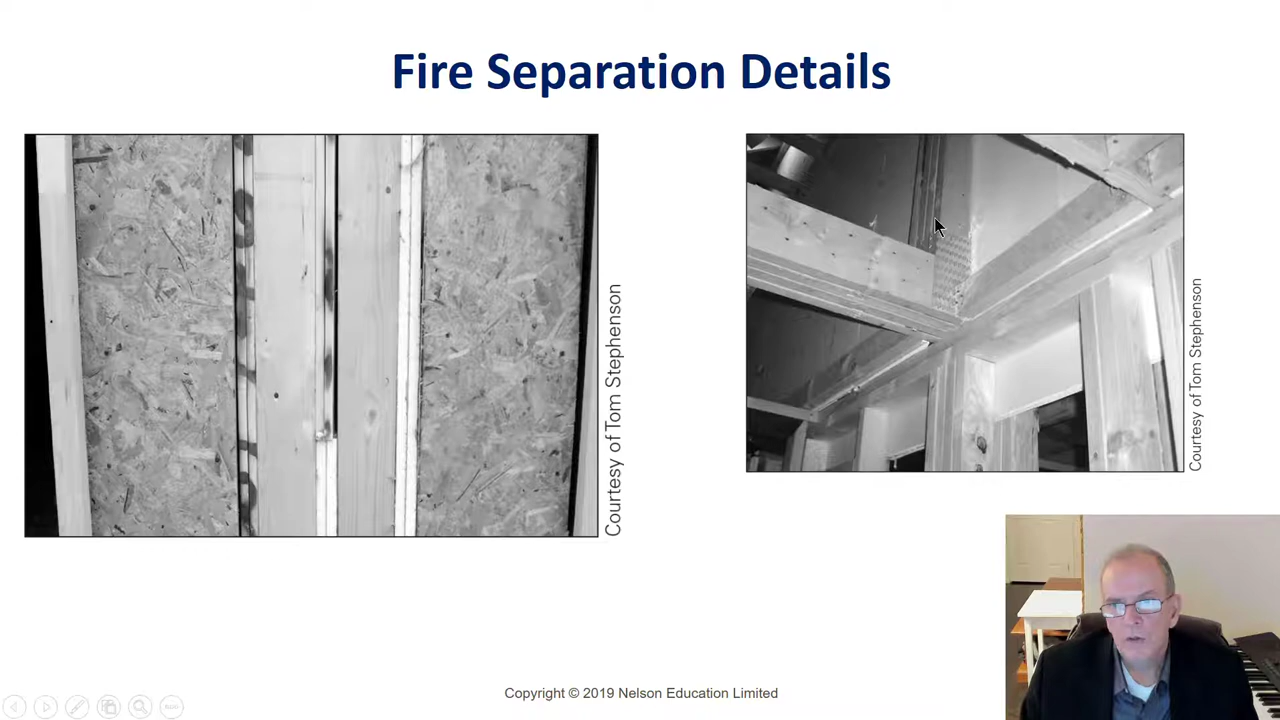 Fire Separation Details
Courtesy of Tom Stephenson
Courtesy of Tom Stephenson
Copyright © 2019 Nelson Education Limited